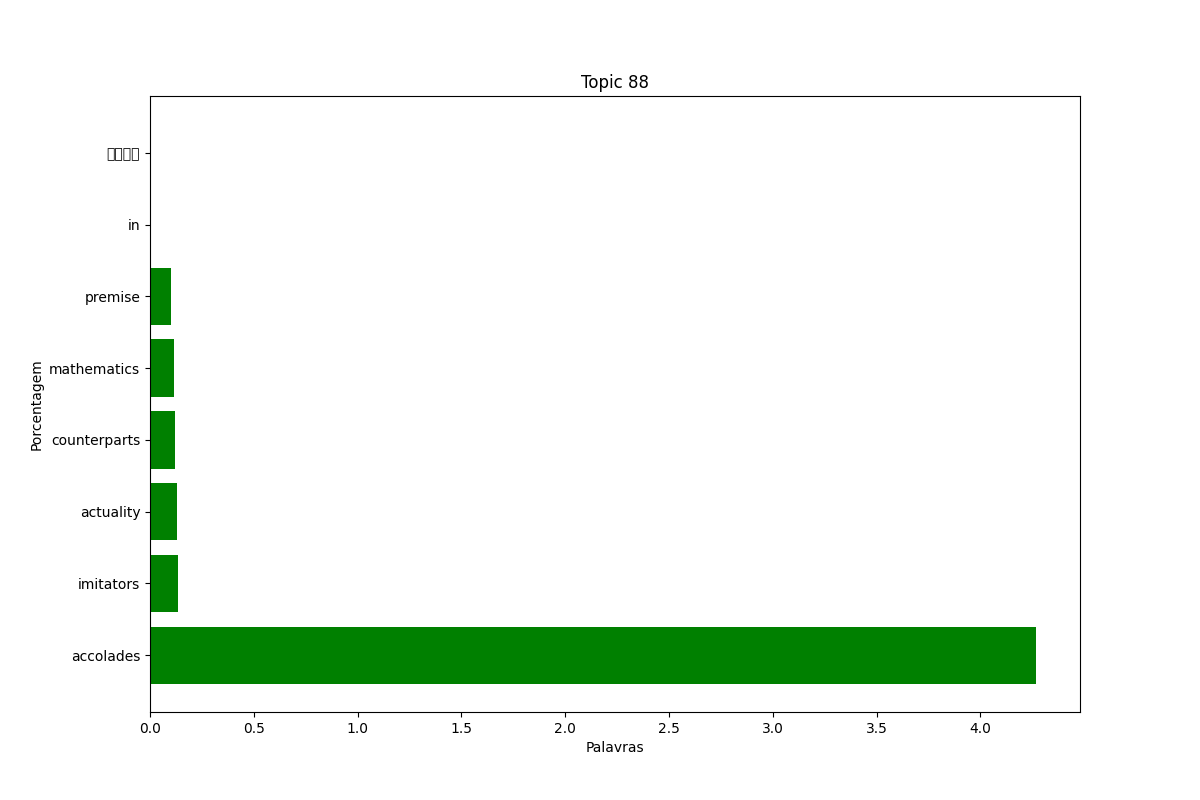 Topic 88
in
premise
mathematics
counterparts
actuality
imitators
accolades
Porcentagem
0.0 0.5 1.0 1.5 2.0 2.5 3.0 3.5 4.0
Palavras